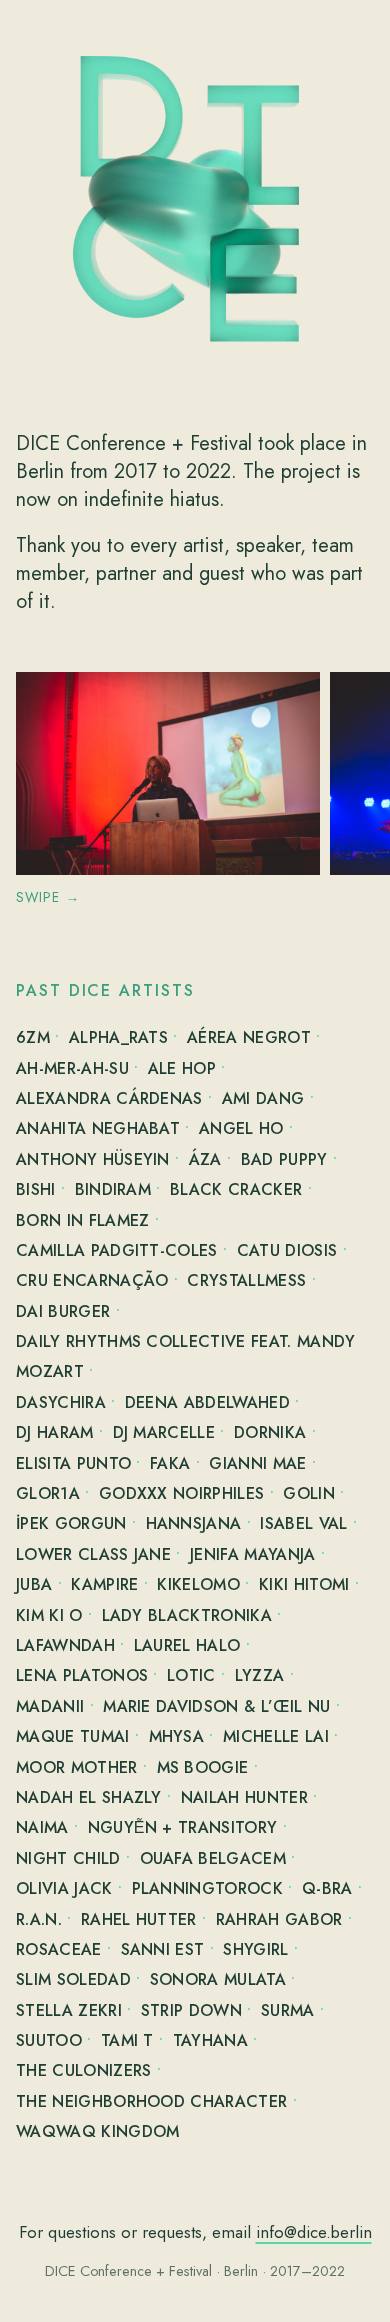 DICE
DICE Conference + Festival took place in
Berlin from 2017 to 2022. The project is
now on indefinite hiatus.
Thank you to every artist, speaker, team
member, partner and guest who was part
of it.
SWIPE →
PAST DICE ARTISTS
6ZM · ALPHA_RATS · AÉREA NEGROT ·
AH-MER-AH-SU · ALE HOP ·
ALEXANDRA CÁRDENAS · AMI DANG ·
ANAHITA NEGHABAT · ANGEL HO ·
ANTHONY HÜSEYIN · ÁZA · BAD PUPPY ·
BISHI · BINDIRAM · BLACK CRACKER ·
BORN IN FLAMEZ ·
CAMILLA PADGITT-COLES · CATU DIOSIS ·
CRU ENCARNAÇÃO · CRYSTALLMESS ·
DAI BURGER ·
DAILY RHYTHMS COLLECTIVE FEAT. MANDY
MOZART ·
DASYCHIRA · DEENA ABDELWAHED ·
DJ HARAM · DJ MARCELLE · DORNIKA ·
ELISITA PUNTO · FAKA · GIANNI MAE ·
GLOR1A · GODXXX NOIRPHILES · GOLIN ·
İPEK GORGUN · HANNSJANA · ISABEL VAL ·
LOWER CLASS JANE · JENIFA MAYANJA ·
JUBA · KAMPIRE · KIKELOMO · KIKI HITOMI ·
KIM KI O · LADY BLACKTRONIKA ·
LAFAWNDAH · LAUREL HALO ·
LENA PLATONOS · LOTIC · LYZZA ·
MADANII · MARIE DAVIDSON & L’ŒIL NU ·
MAQUE TUMAI · MHYSA · MICHELLE LAI ·
MOOR MOTHER · MS BOOGIE ·
NADAH EL SHAZLY · NAILAH HUNTER ·
NAIMA · NGUYỄN + TRANSITORY ·
NIGHT CHILD · OUAFA BELGACEM ·
OLIVIA JACK · PLANNINGTOROCK · Q-BRA ·
R.A.N. · RAHEL HUTTER · RAHRAH GABOR ·
ROSACEAE · SANNI EST · SHYGIRL ·
SLIM SOLEDAD · SONORA MULATA ·
STELLA ZEKRI · STRIP DOWN · SURMA ·
SUUTOO · TAMI T · TAYHANA ·
THE CULONIZERS ·
THE NEIGHBORHOOD CHARACTER ·
WAQWAQ KINGDOM
For questions or requests, email info@dice.berlin
DICE Conference + Festival · Berlin · 2017—2022